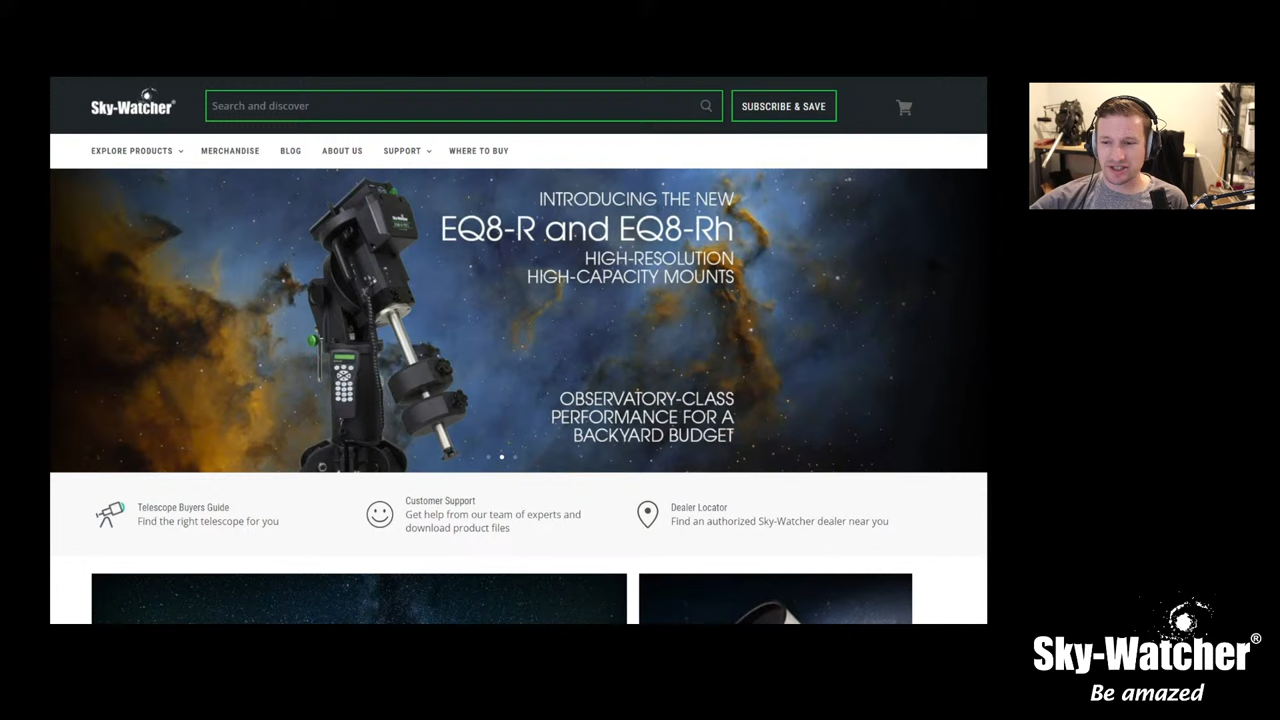 Sky-Watcher®
Search and discover
SUBSCRIBE & SAVE
EXPLORE PRODUCTS
MERCHANDISE
BLOG
ABOUT US
SUPPORT
WHERE TO BUY
INTRODUCING THE NEW
EQ8-R and EQ8-Rh
HIGH-RESOLUTION
HIGH-CAPACITY MOUNTS
OBSERVATORY-CLASS
PERFORMANCE FOR A
BACKYARD BUDGET
Telescope Buyers Guide
Find the right telescope for you
Customer Support
Get help from our team of experts and
download product files
Dealer Locator
Find an authorized Sky-Watcher dealer near you
Sky-Watcher®
Be amazed